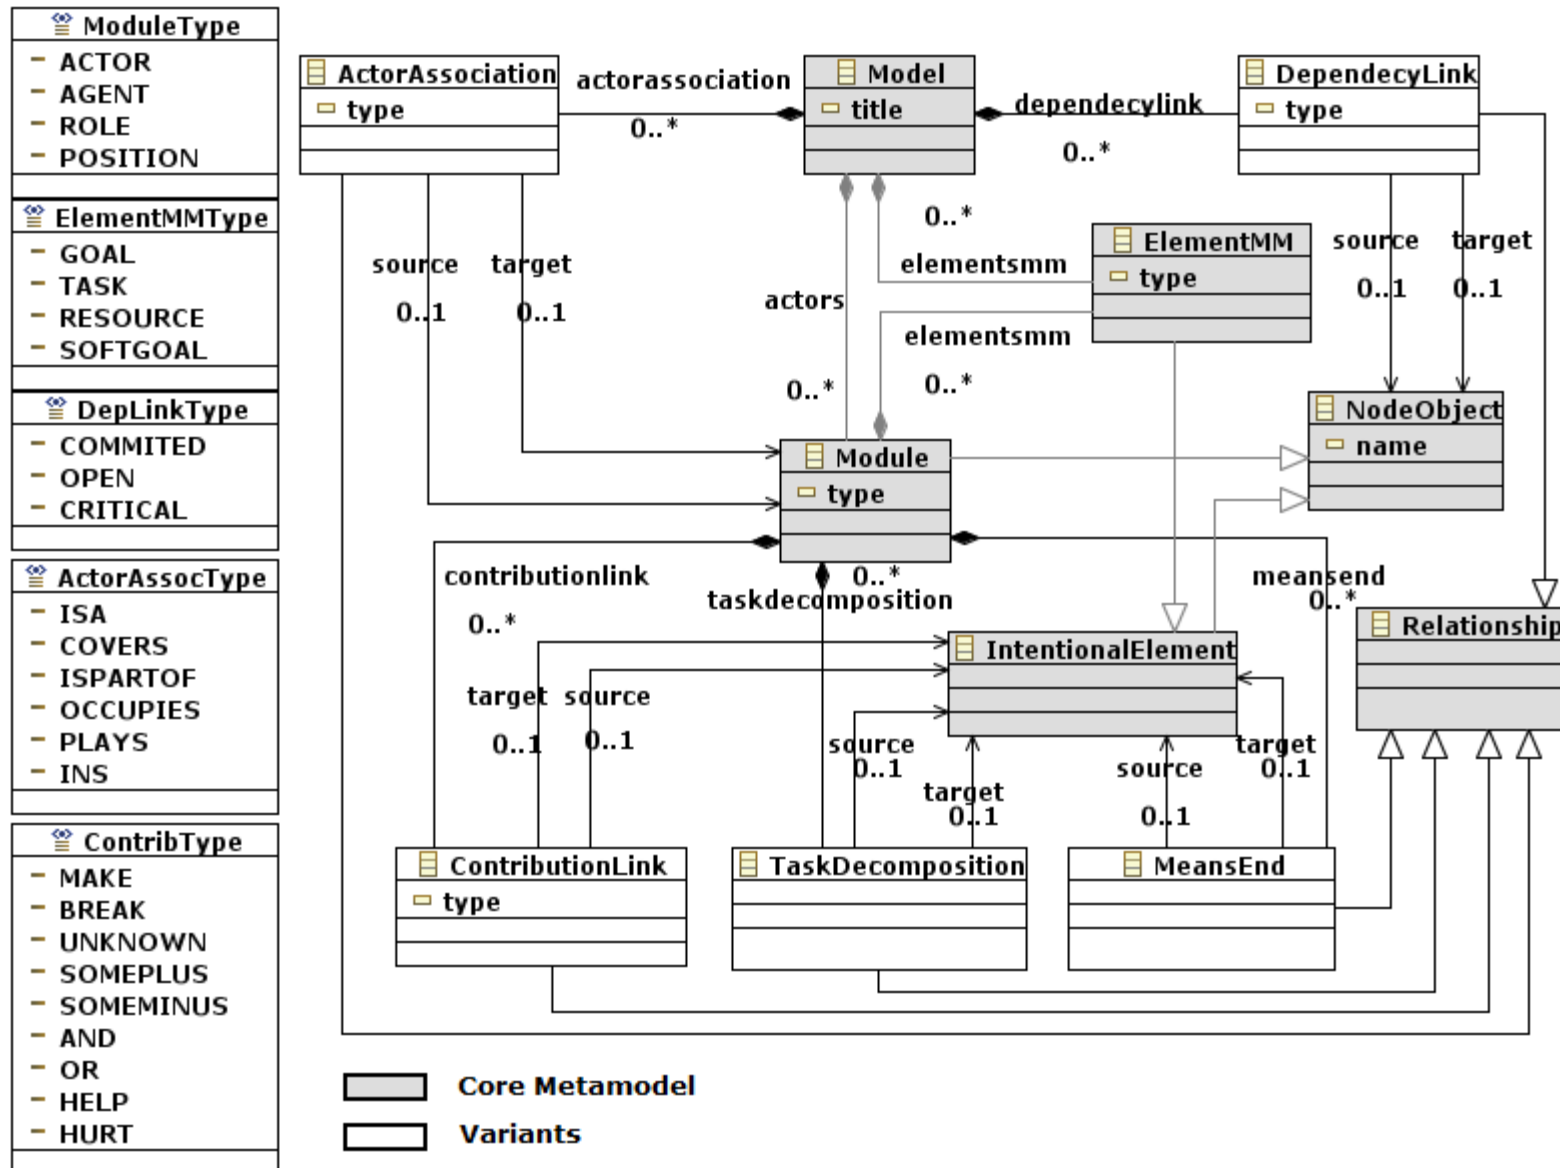 ModuleType
ACTOR
AGENT
ROLE
POSITION
ElementMMType
GOAL
TASK
RESOURCE
SOFTGOAL
DepLinkType
COMMITED
OPEN
CRITICAL
ActorAssocType
ISA
COVERS
ISPARTOF
OCCUPIES
PLAYS
INS
ContribType
MAKE
BREAK
UNKNOWN
SOMEPLUS
SOMEMINUS
AND
OR
HELP
HURT
ActorAssociation
type
actorassociation
0..*
Model
title
dependecylink
0..*
DependecyLink
type
source
0..1
target
0..1
0..*
elementsmm
ElementMM
type
actors
0..*
elementsmm
0..*
source
0..1
target
0..1
NodeObject
name
Module
type
contributionlink
0..*
0..*
taskdecomposition
meansend
0..*
IntentionalElement
Relationship
target
0..1
source
0..1
source
0..1
target
0..1
source
0..1
target
0..1
ContributionLink
type
TaskDecomposition
MeansEnd
Core Metamodel
Variants